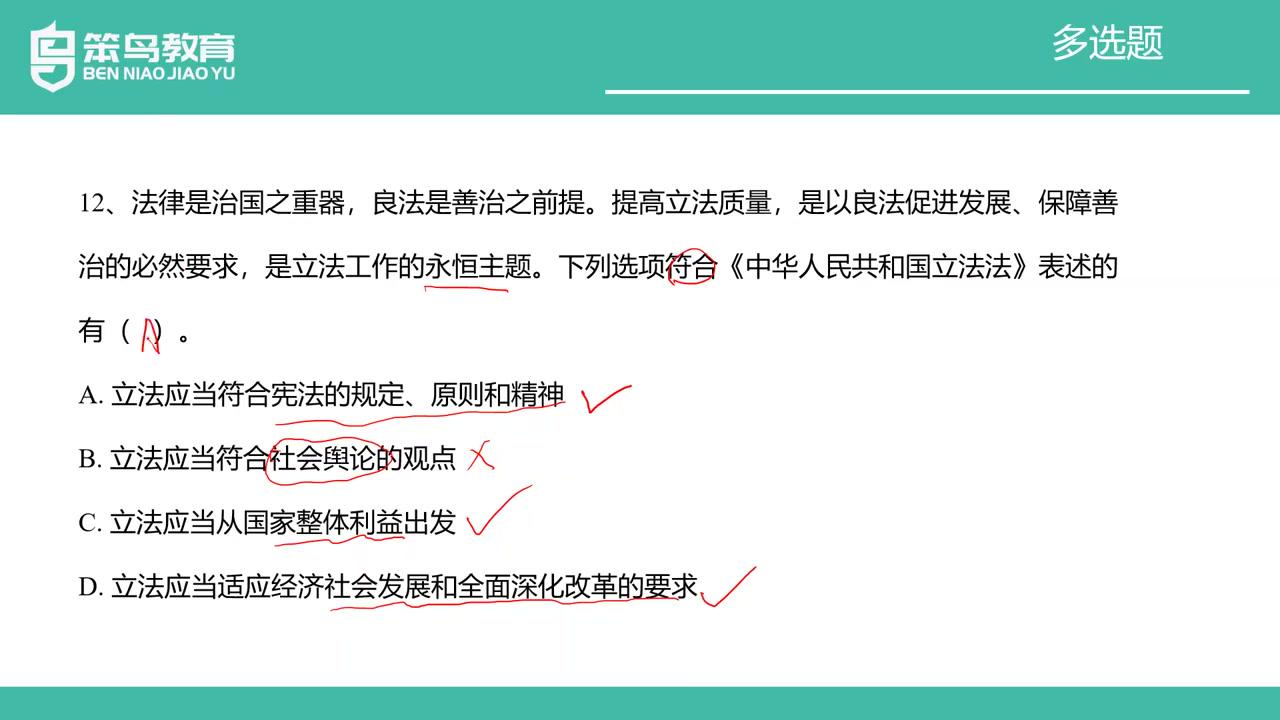 笨鸟教育
BEN NIAO JIAO YU
多选题
12、法律是治国之重器，良法是善治之前提。提高立法质量，是以良法促进发展、保障善
治的必然要求，是立法工作的永恒主题。下列选项符合《中华人民共和国立法法》表述的
有（A）。
A. 立法应当符合宪法的规定、原则和精神
B. 立法应当符合社会舆论的观点
C. 立法应当从国家整体利益出发
D. 立法应当适应经济社会发展和全面深化改革的要求